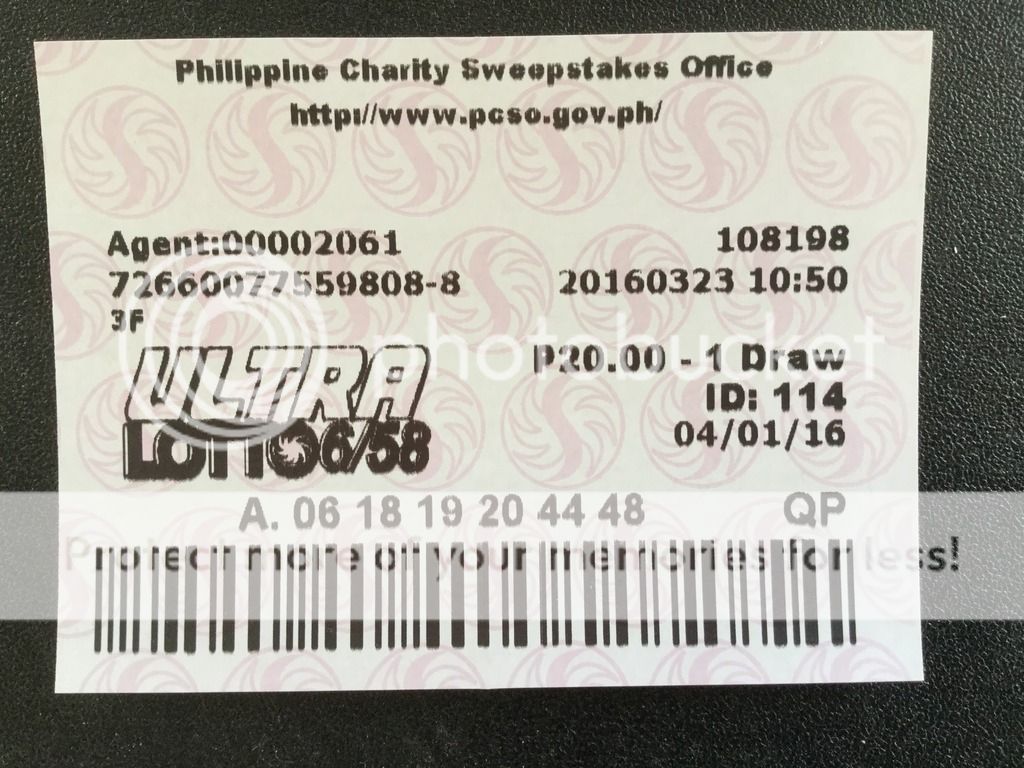 Philippine Charity Sweepstakes Office
http://www.pcso.gov.ph/
Agent:00002061 108198
72660077559808-8 20160323 10:50
3F
photobucket
ULTRA P20.00 - 1 Draw
LOTTO 6/58 ID: 114
04/01/16
A. 06 18 19 20 44 48 QP
Protect more of your memories for less!